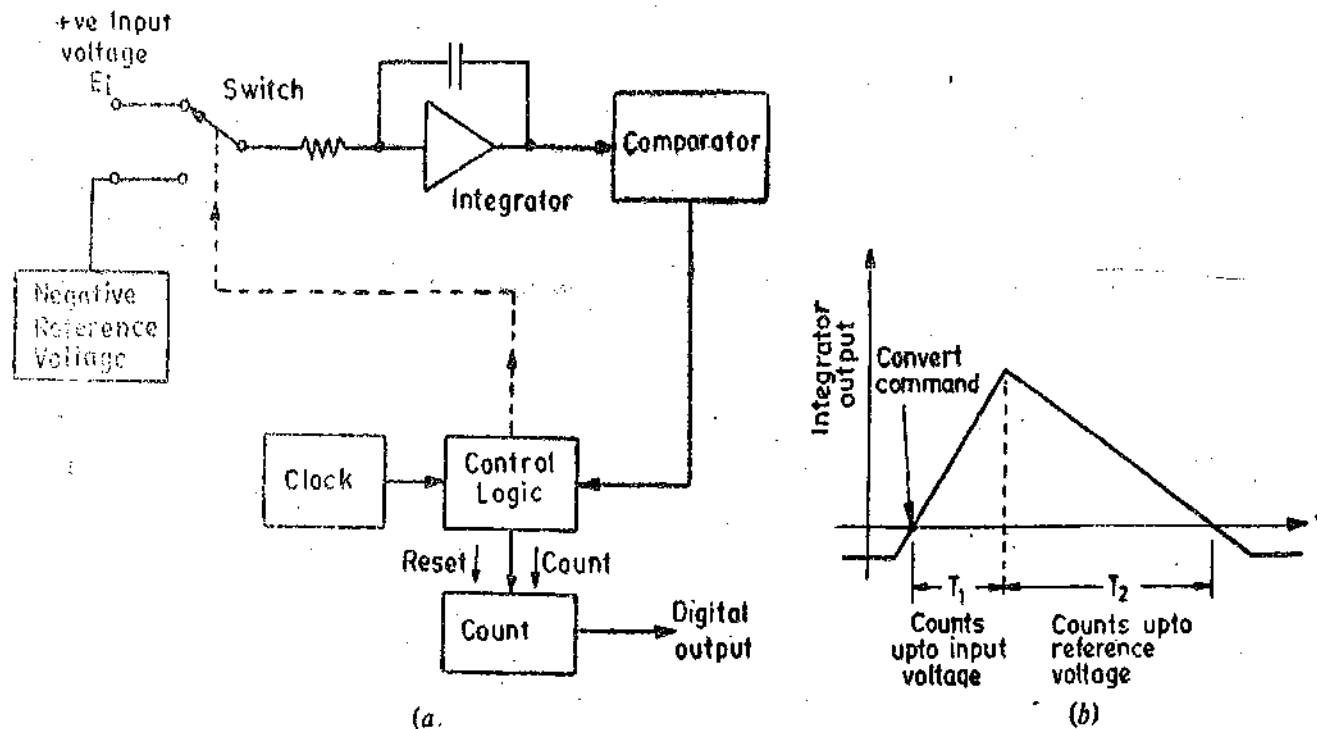 +ve Input
voltage
Ei
Switch
Integrator
Comparator
Negative
Reference
Voltage
Clock
Control
Logic
Reset
Count
Count
Digital
output
(a.
Integrator
output
Convert
command
T1
T2
Counts
upto input
voltage
Counts upto
reference
voltage
(b)